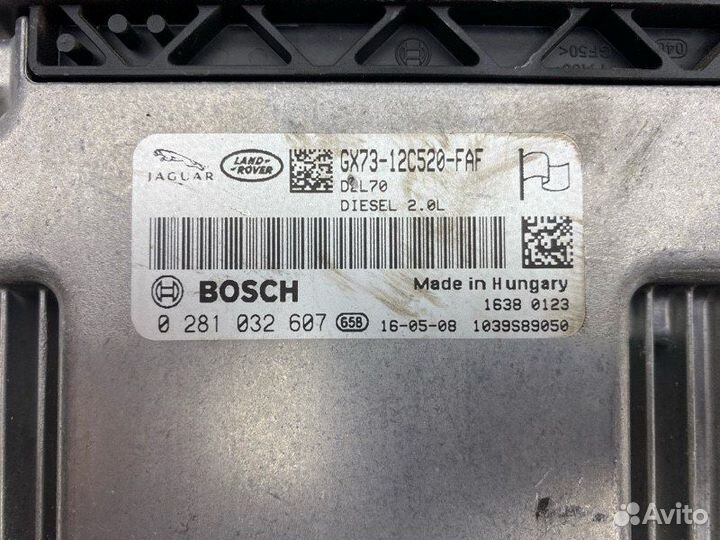 GF50<
JAGUAR
LAND-ROVER
GX73-12C520-FAF
DIESEL 2.0L
BOSCH
Made in Hungary
1638 0123
0 281 032 607 658 16-05-08 1039S89050
Avito